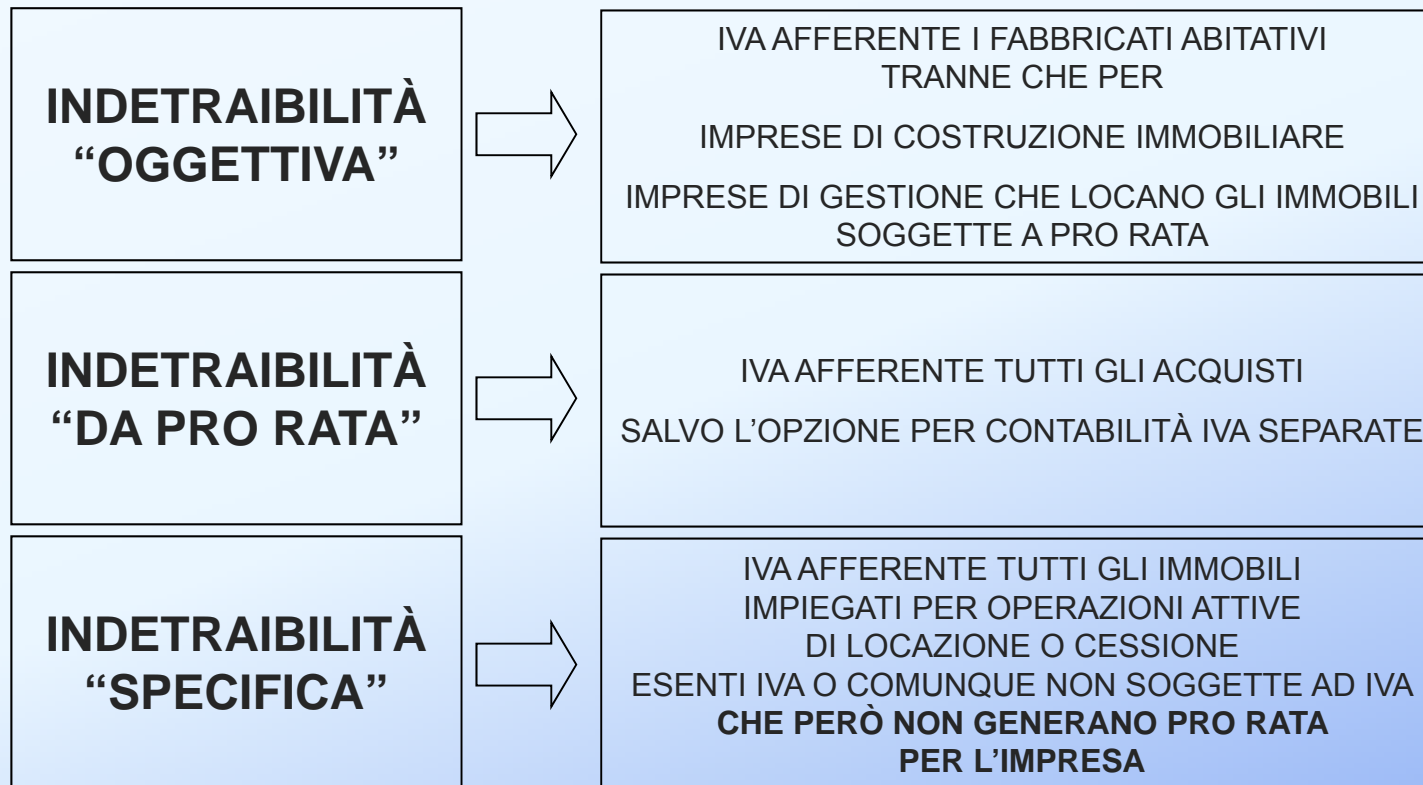 INDETRAIBILITÀ
“OGGETTIVA”
IVA AFFERENTE I FABBRICATI ABITATIVI
TRANNE CHE PER
IMPRESE DI COSTRUZIONE IMMOBILIARE
IMPRESE DI GESTIONE CHE LOCANO GLI IMMOBILI
SOGGETTE A PRO RATA
INDETRAIBILITÀ
“DA PRO RATA”
IVA AFFERENTE TUTTI GLI ACQUISTI
SALVO L’OPZIONE PER CONTABILITÀ IVA SEPARATE
INDETRAIBILITÀ
“SPECIFICA”
IVA AFFERENTE TUTTI GLI IMMOBILI
IMPIEGATI PER OPERAZIONI ATTIVE
DI LOCAZIONE O CESSIONE
ESENTI IVA O COMUNQUE NON SOGGETTE AD IVA
CHE PERÒ NON GENERANO PRO RATA
PER L’IMPRESA